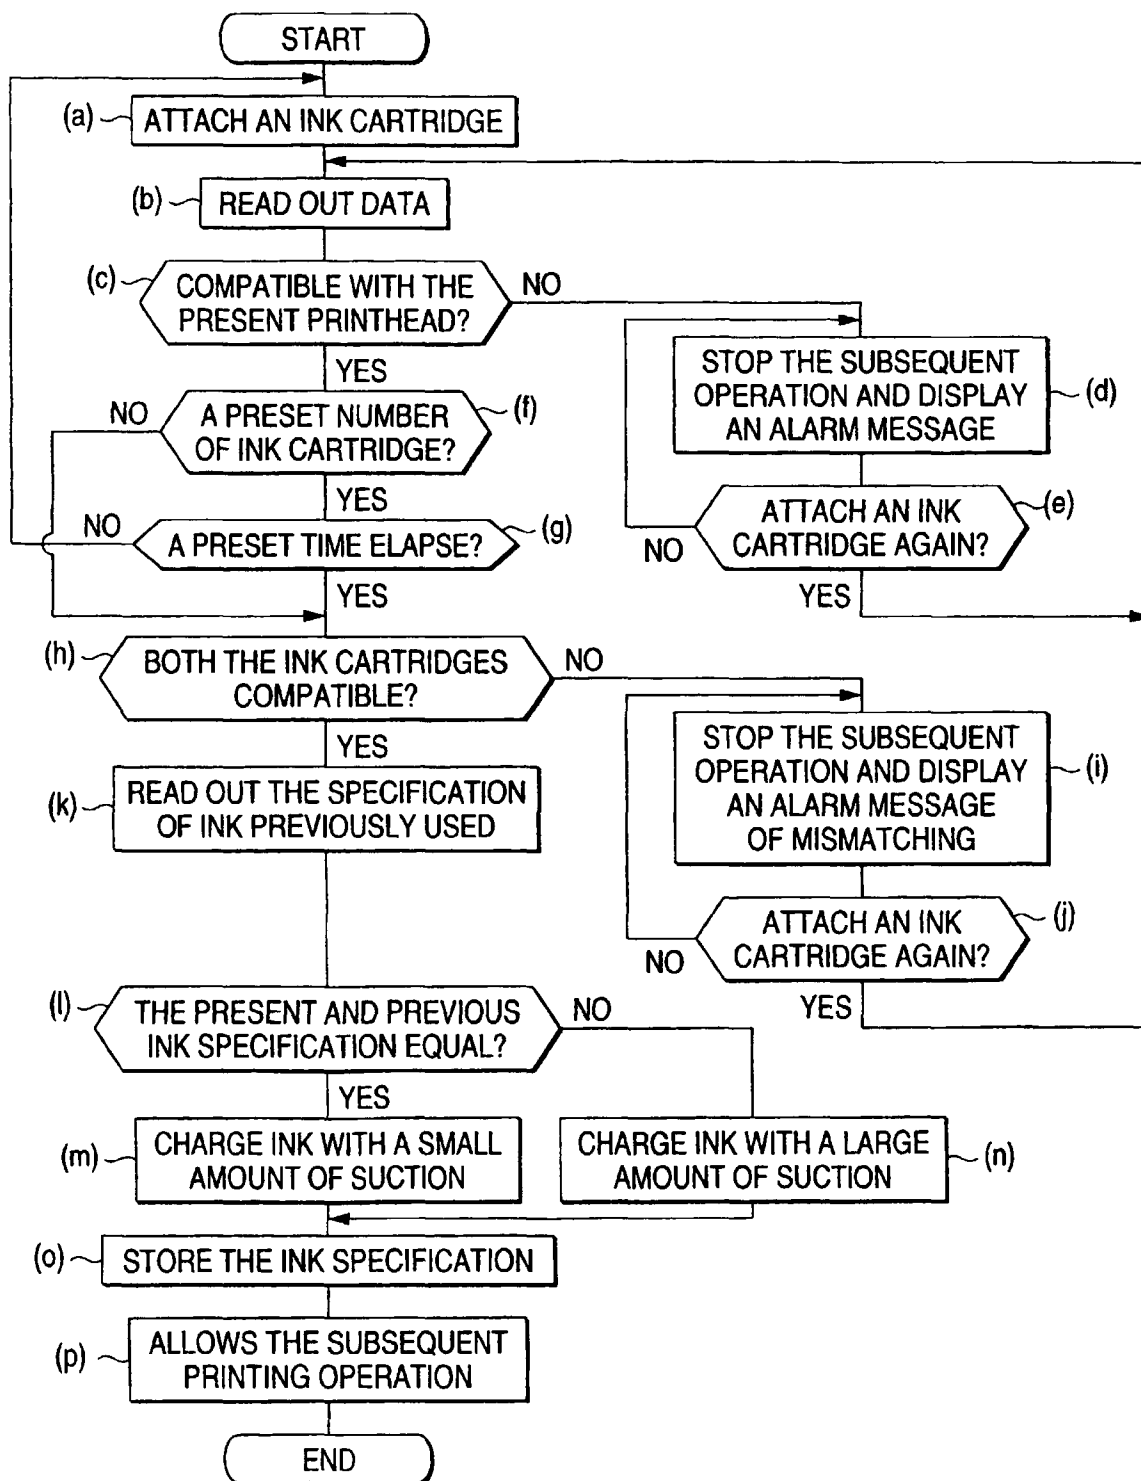 START
(a)
ATTACH AN INK CARTRIDGE
(b)
READ OUT DATA
(c)
COMPATIBLE WITH THE
PRESENT PRINTHEAD?
NO
YES
STOP THE SUBSEQUENT
OPERATION AND DISPLAY
AN ALARM MESSAGE
(d)
NO
A PRESET NUMBER
OF INK CARTRIDGE?
(f)
YES
ATTACH AN INK
CARTRIDGE AGAIN?
(e)
NO
YES
NO
A PRESET TIME ELAPSE?
(g)
YES
(h)
BOTH THE INK CARTRIDGES
COMPATIBLE?
NO
YES
STOP THE SUBSEQUENT
OPERATION AND DISPLAY
AN ALARM MESSAGE
OF MISMATCHING
(i)
(k)
READ OUT THE SPECIFICATION
OF INK PREVIOUSLY USED
ATTACH AN INK
CARTRIDGE AGAIN?
(j)
NO
YES
(l)
THE PRESENT AND PREVIOUS
INK SPECIFICATION EQUAL?
NO
YES
(m)
CHARGE INK WITH A SMALL
AMOUNT OF SUCTION
CHARGE INK WITH A LARGE
AMOUNT OF SUCTION
(n)
(o)
STORE THE INK SPECIFICATION
(p)
ALLOWS THE SUBSEQUENT
PRINTING OPERATION
END